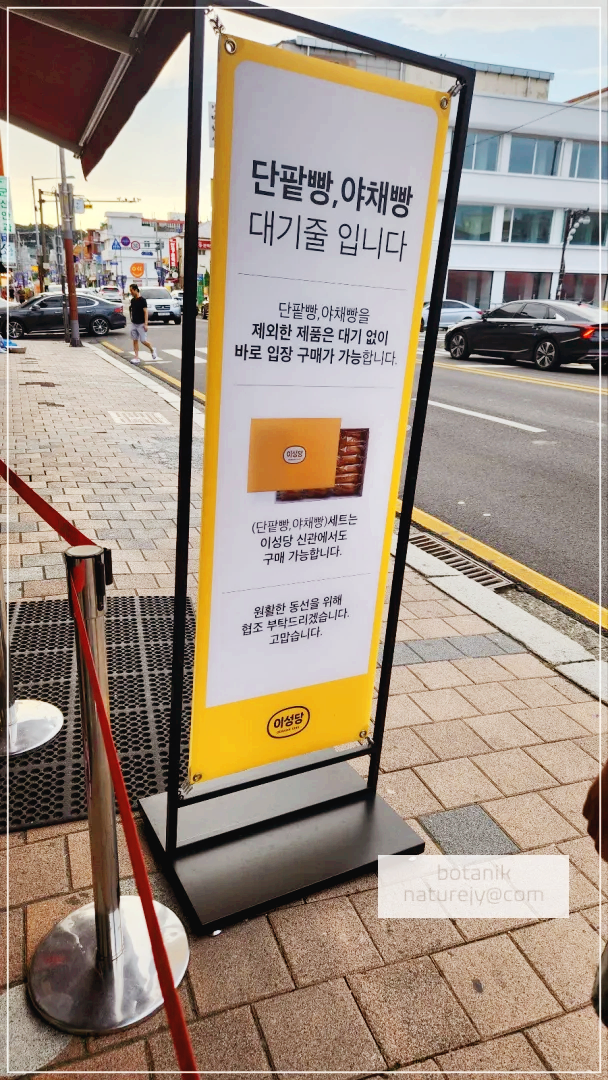 단팥빵,야채빵
대기줄 입니다
단팥빵,야채빵을
제외한 제품은 대기 없이
바로 입장 구매가 가능합니다.
이성당
(단팥빵,야채빵)세트는
이성당 신관에서도
구매 가능합니다.
원활한 동선을 위해
협조 부탁드리겠습니다.
고맙습니다.
이성당
botanik
naturejy@com